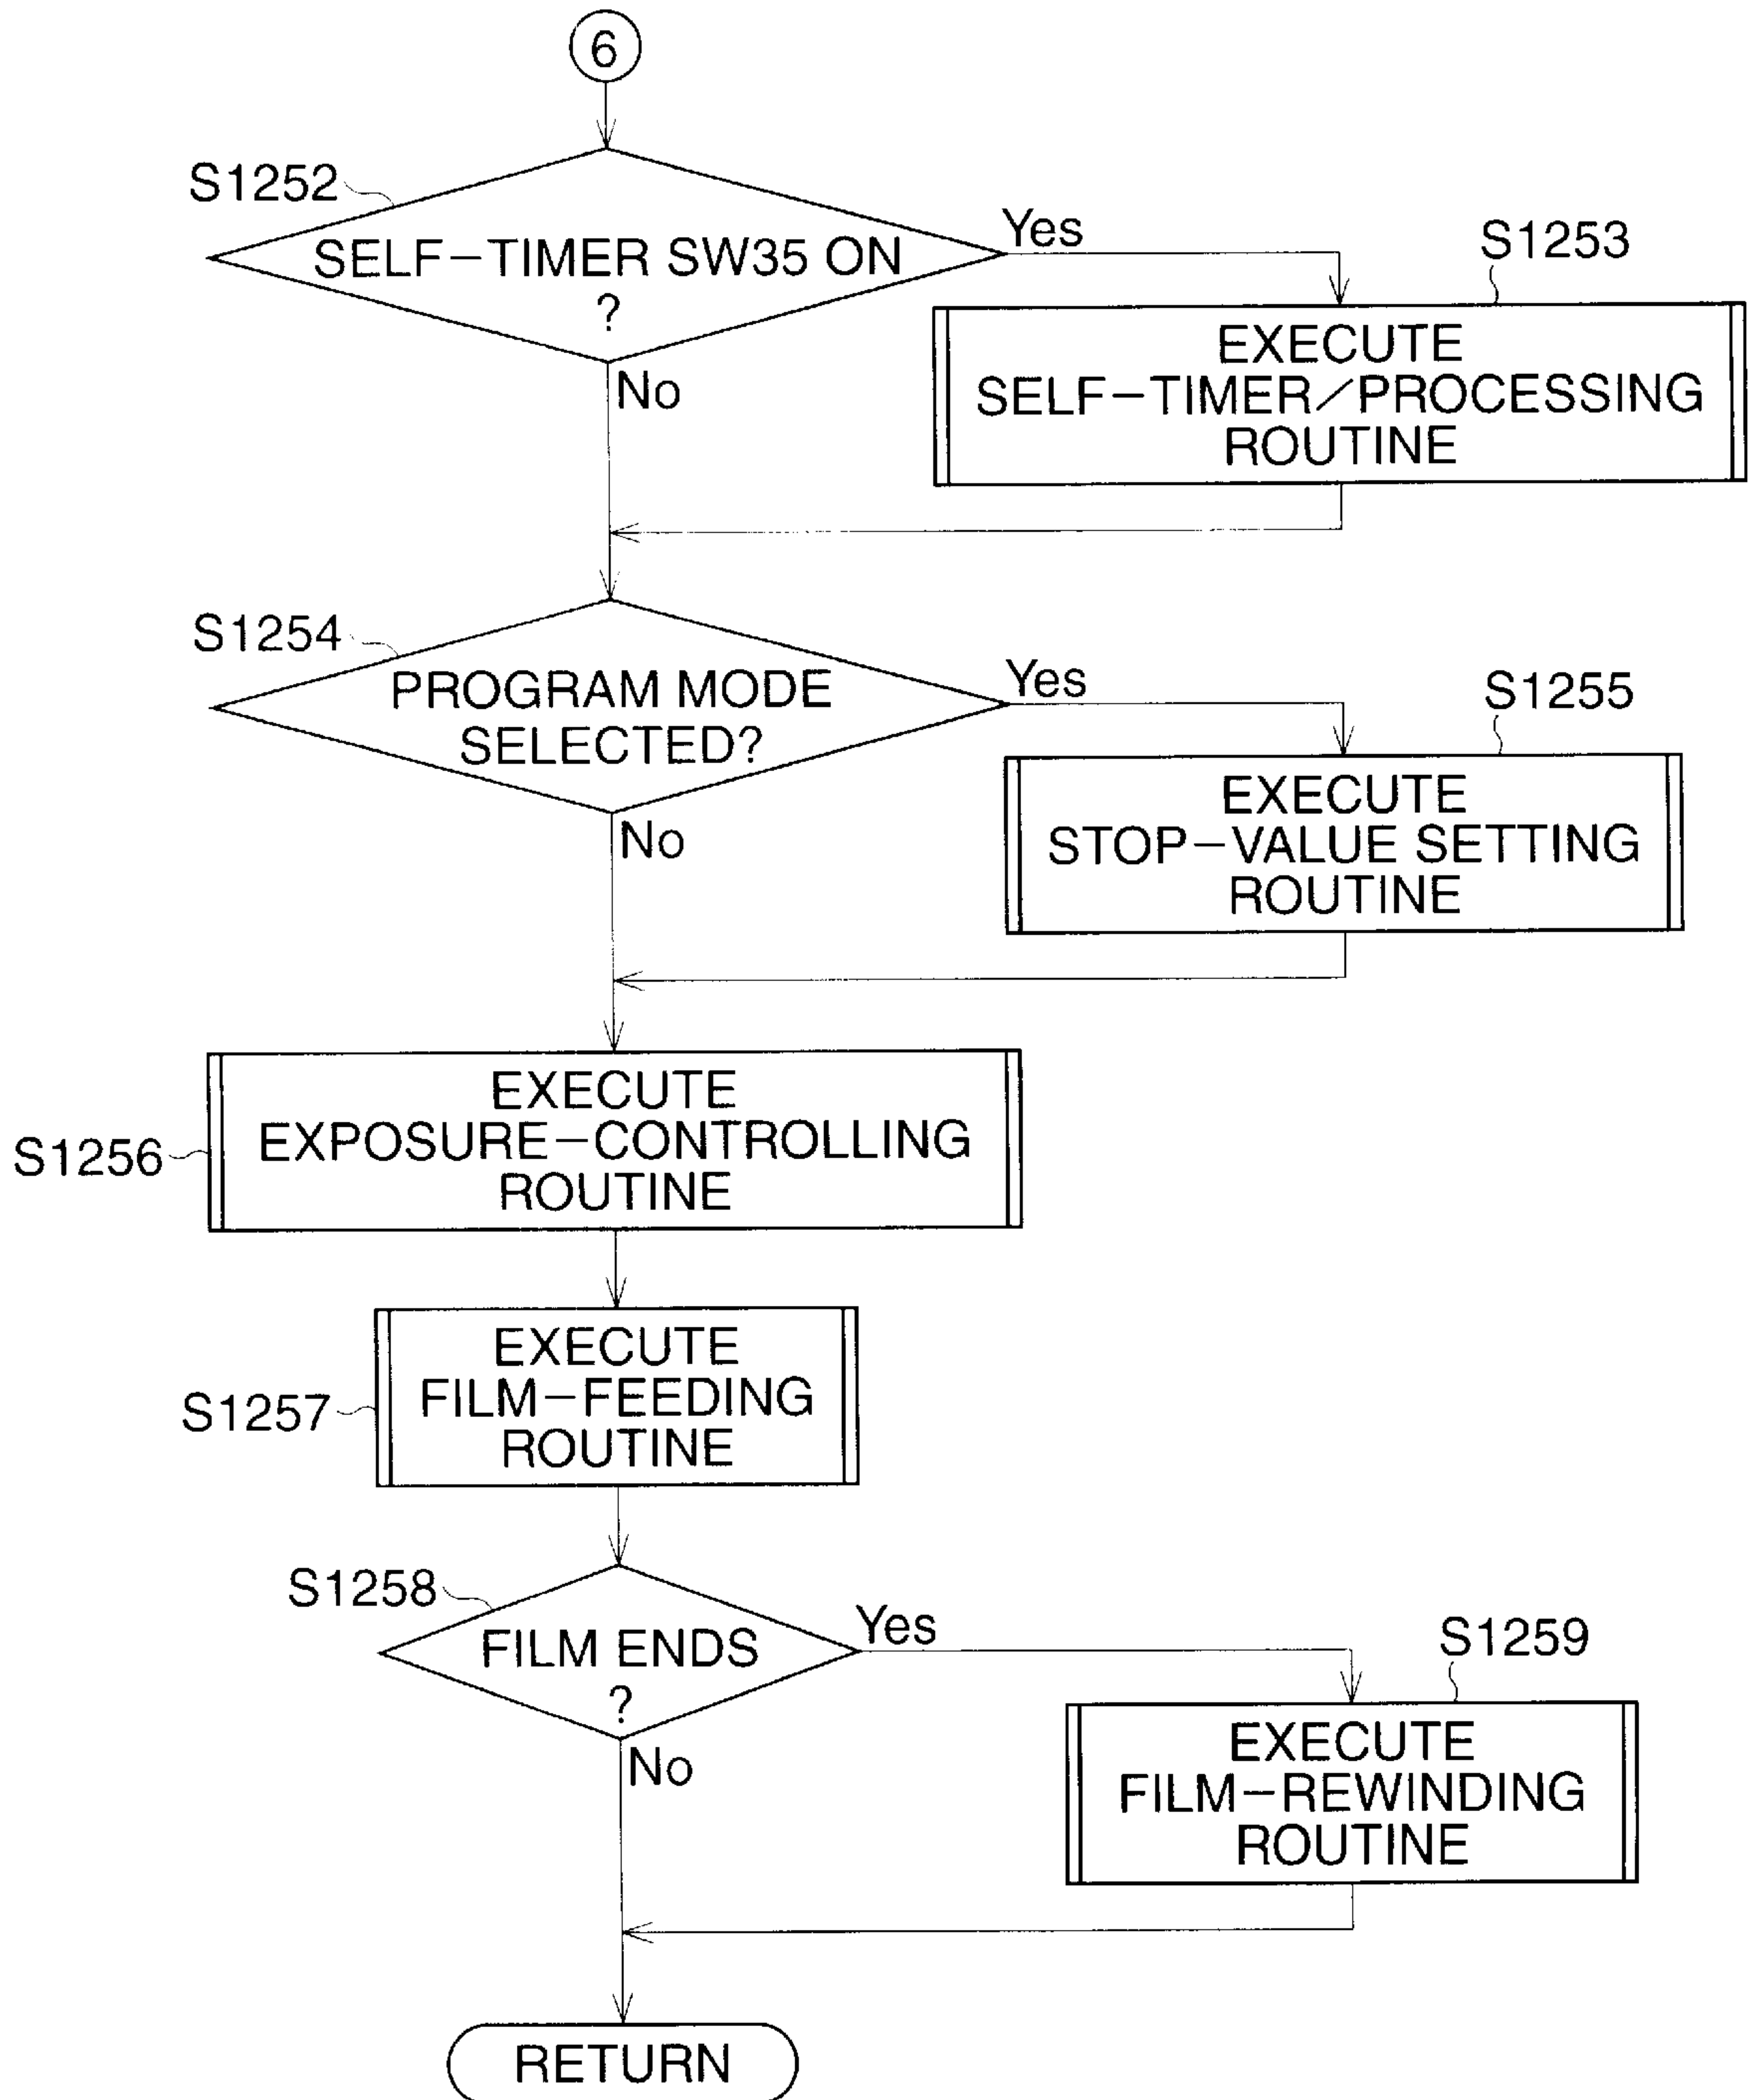 6
S1252
SELF-TIMER SW35 ON
?
Yes
No
S1253
EXECUTE
SELF-TIMER/PROCESSING
ROUTINE
S1254
PROGRAM MODE
SELECTED?
Yes
No
S1255
EXECUTE
STOP-VALUE SETTING
ROUTINE
S1256
EXECUTE
EXPOSURE-CONTROLLING
ROUTINE
S1257
EXECUTE
FILM-FEEDING
ROUTINE
S1258
FILM ENDS
?
Yes
No
S1259
EXECUTE
FILM-REWINDING
ROUTINE
RETURN